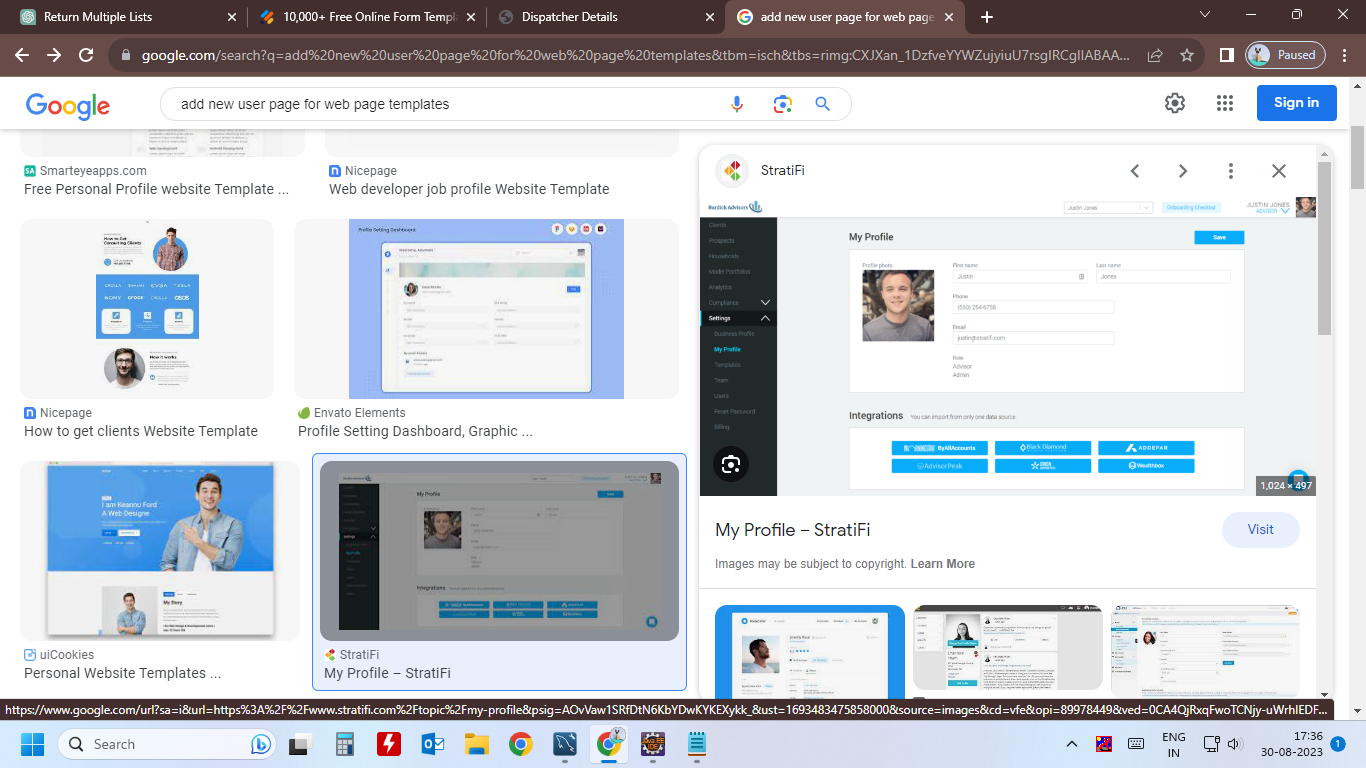 Return Multiple Lists
10,000+ Free Online Form Templ
Dispatcher Details
add new user page for web page
google.com/search?q=add%20new%20user%20page%20for%20web%20page%20templates&tbm=isch&tbs=rimg:CXJXan_1DzfveYYWZujyiuU7rsgIRCgIIABAA...
Paused
Google
add new user page for web page templates
Sign in
SA Smarteyeapps.com
Free Personal Profile website Template ...
Nicepage
Web developer job profile Website Template
How to Get Consulting Clients
How it works
Nicepage
How to get clients Website Template
Profile Setting Dashboard
Envato Elements
Profile Setting Dashboard, Graphic ...
I am Keannu Ford
A Web Designe
My Story
uiCookies
Personal Website Templates ...
My Profile
Integrations
StratiFi
My Profile – StratiFi
StratiFi
Burdick Advisors
Justin Jones
Onboarding Checklist
JUSTIN JONES
ADVISOR
Clients
Prospects
Households
Model Portfolios
Analytics
Compliance
Settings
Business Profile
My Profile
Templates
Team
Users
Reset Password
Billing
My Profile
Save
Profile photo
First name
Justin
Last name
Jones
Phone
(550) 254-6758
Email
justin@stratifi.com
Role
Advisor
Admin
Integrations
You can import from only one data source
ByAllAccounts
Black Diamond
ADDEPAR
AdvisorPeak
ORION
Wealthbox
1,024 × 497
My Profile – StratiFi
Visit
Images may be subject to copyright. Learn More
https://www.google.com/url?sa=i&url=https%3A%2F%2Fwww.stratifi.com%2Ftopic%2Fmy-profile&psig=AOvVaw1SRfDtN6KbYDwKYKEXykk_&ust=1693483475858000&source=images&cd=vfe&opi=89978449&ved=0CA4QjRxqFwoTCNjy-uWrhIEDF...
Search
ENG
IN
17:36
30-08-2023
1